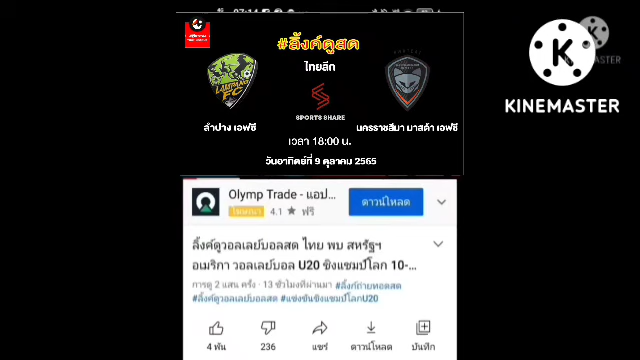 07:14
#ลิ้งค์ดูสด
ไทยลีก
LAMPANG FC
SPORTS SHARE
ลำปาง เอฟซี
นครราชสีมา มาสด้า เอฟซี
เวลา 18:00 น.
วันอาทิตย์ที่ 9 ตุลาคม 2565
KINEMASTER
Olymp Trade - แอป...
โฆษณา 4.1 ★ ฟรี
ดาวน์โหลด
ลิ้งค์ดูวอลเลย์บอลสด ไทย พบ สหรัฐฯ
อเมริกา วอลเลย์บอล U20 ชิงแชมป์โลก 10-...
การดู 2 แสน ครั้ง · 13 ชั่วโมงที่ผ่านมา #ลิ้งก์ถ่ายทอดสด
#ลิ้งค์ดูวอลเลย์บอลสด #แข่งขันชิงแชมป์โลกU20
4 พัน 236 แชร์ ดาวน์โหลด บันทึก